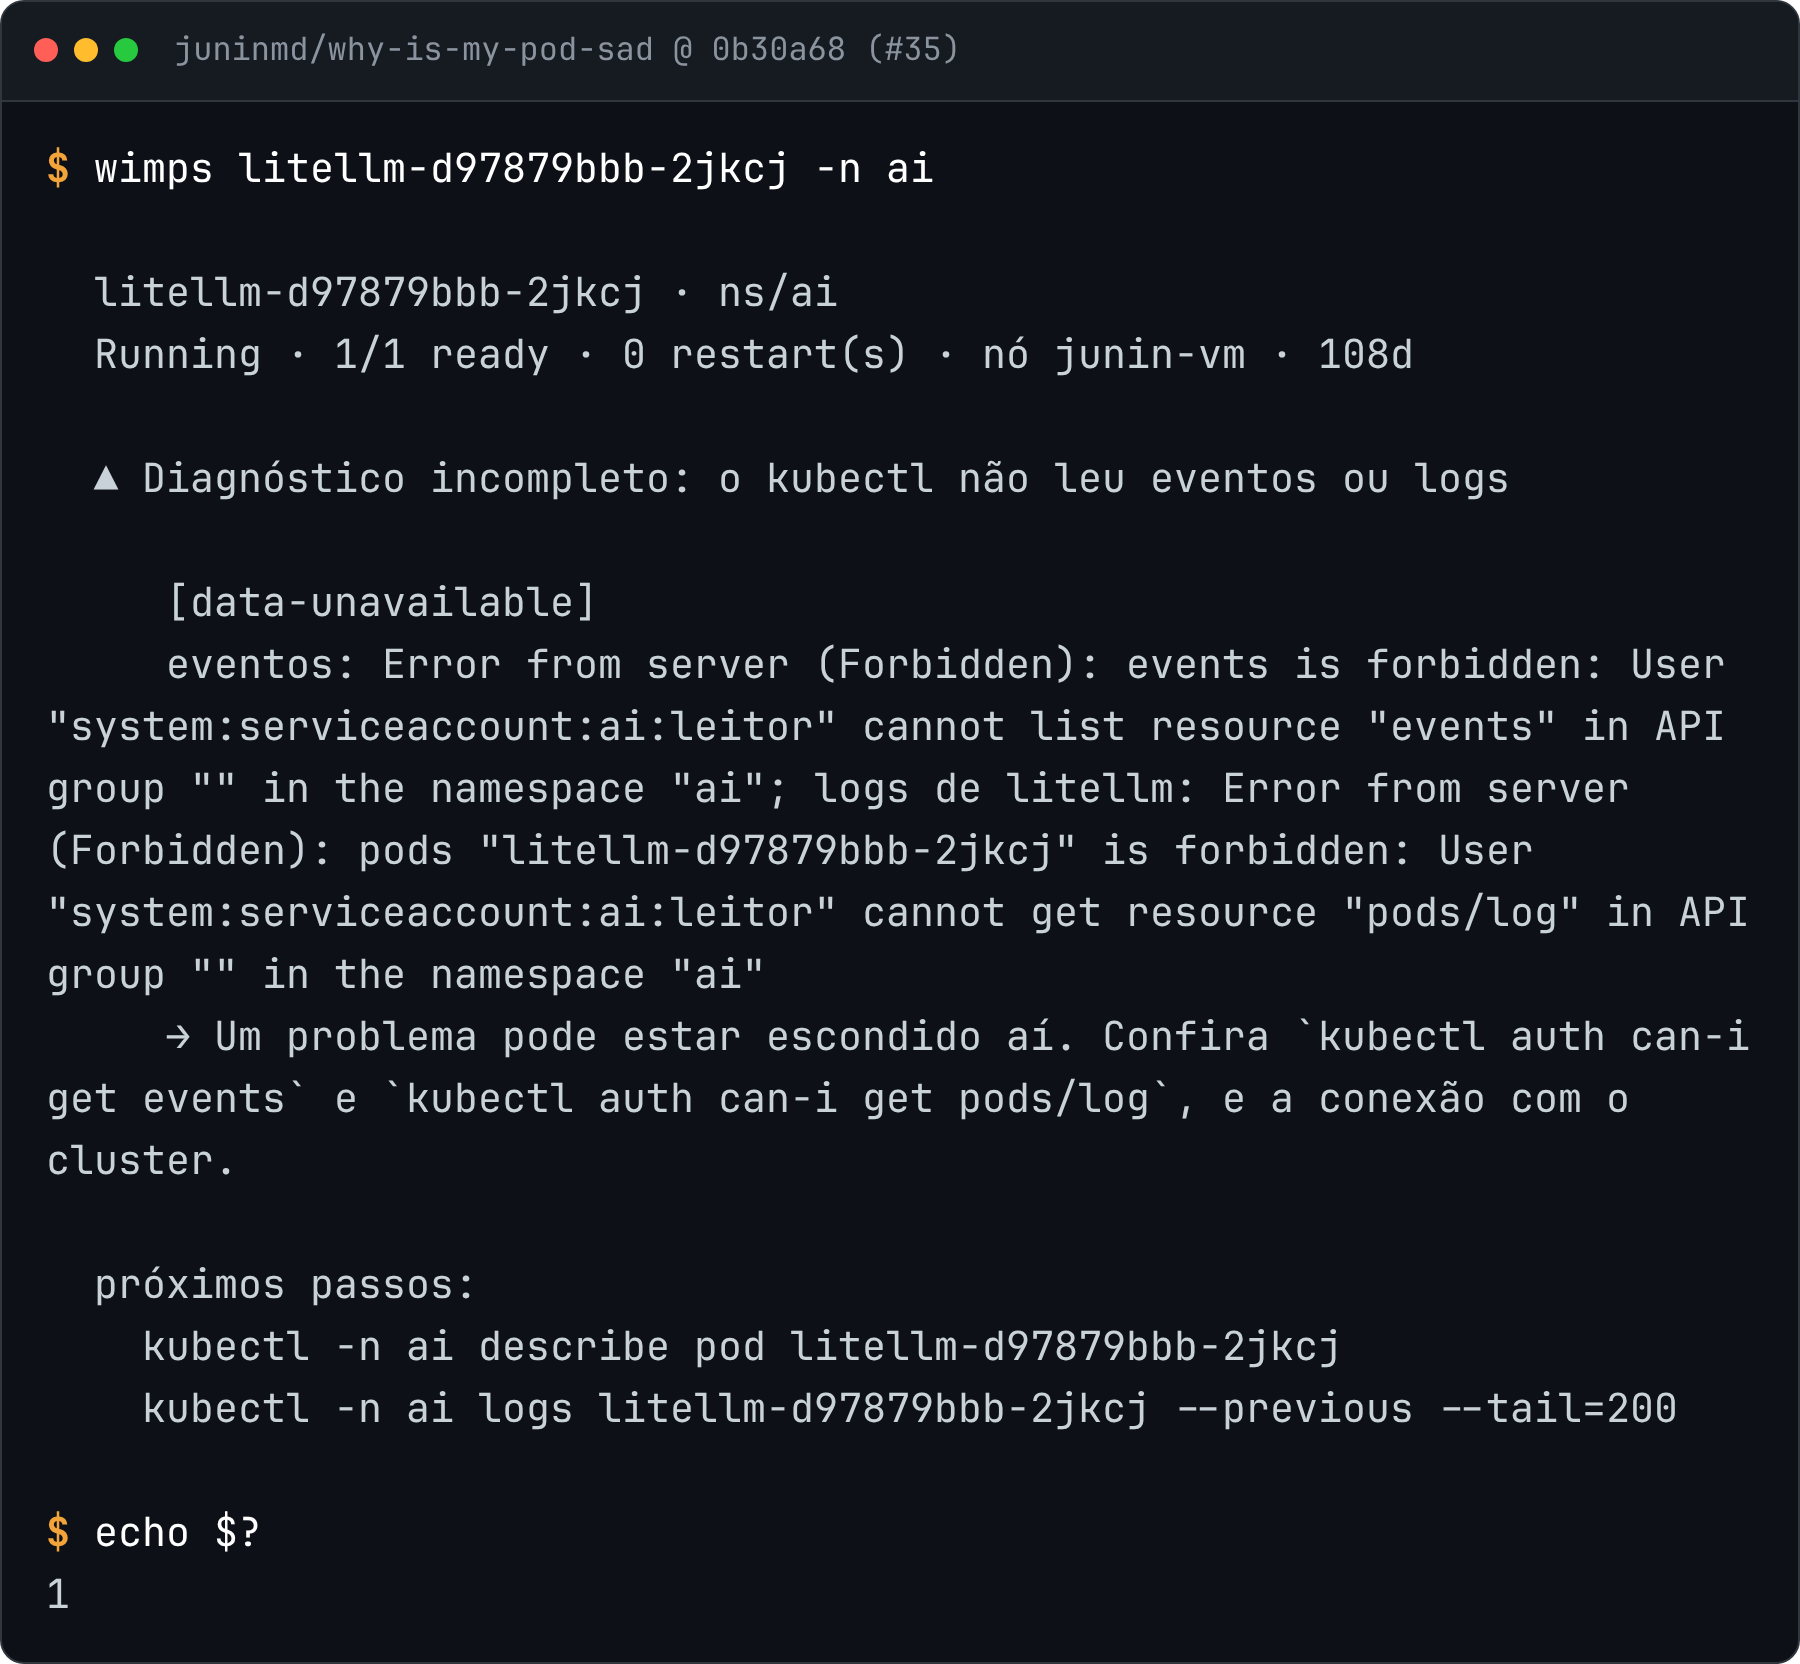 juninmd/why-is-my-pod-sad @ 0b30a68 (#35)
$ wimps litellm-d97879bbb-2jkcj -n ai
litellm-d97879bbb-2jkcj · ns/ai
Running · 1/1 ready · 0 restart(s) · nó junin-vm · 108d
▲ Diagnóstico incompleto: o kubectl não leu eventos ou logs
[data-unavailable]
eventos: Error from server (Forbidden): events is forbidden: User
"system:serviceaccount:ai:leitor" cannot list resource "events" in API
group "" in the namespace "ai"; logs de litellm: Error from server
(Forbidden): pods "litellm-d97879bbb-2jkcj" is forbidden: User
"system:serviceaccount:ai:leitor" cannot get resource "pods/log" in API
group "" in the namespace "ai"
→ Um problema pode estar escondido aí. Confira `kubectl auth can-i
get events` e `kubectl auth can-i get pods/log`, e a conexão com o
cluster.
próximos passos:
kubectl -n ai describe pod litellm-d97879bbb-2jkcj
kubectl -n ai logs litellm-d97879bbb-2jkcj --previous --tail=200
$ echo $?
1